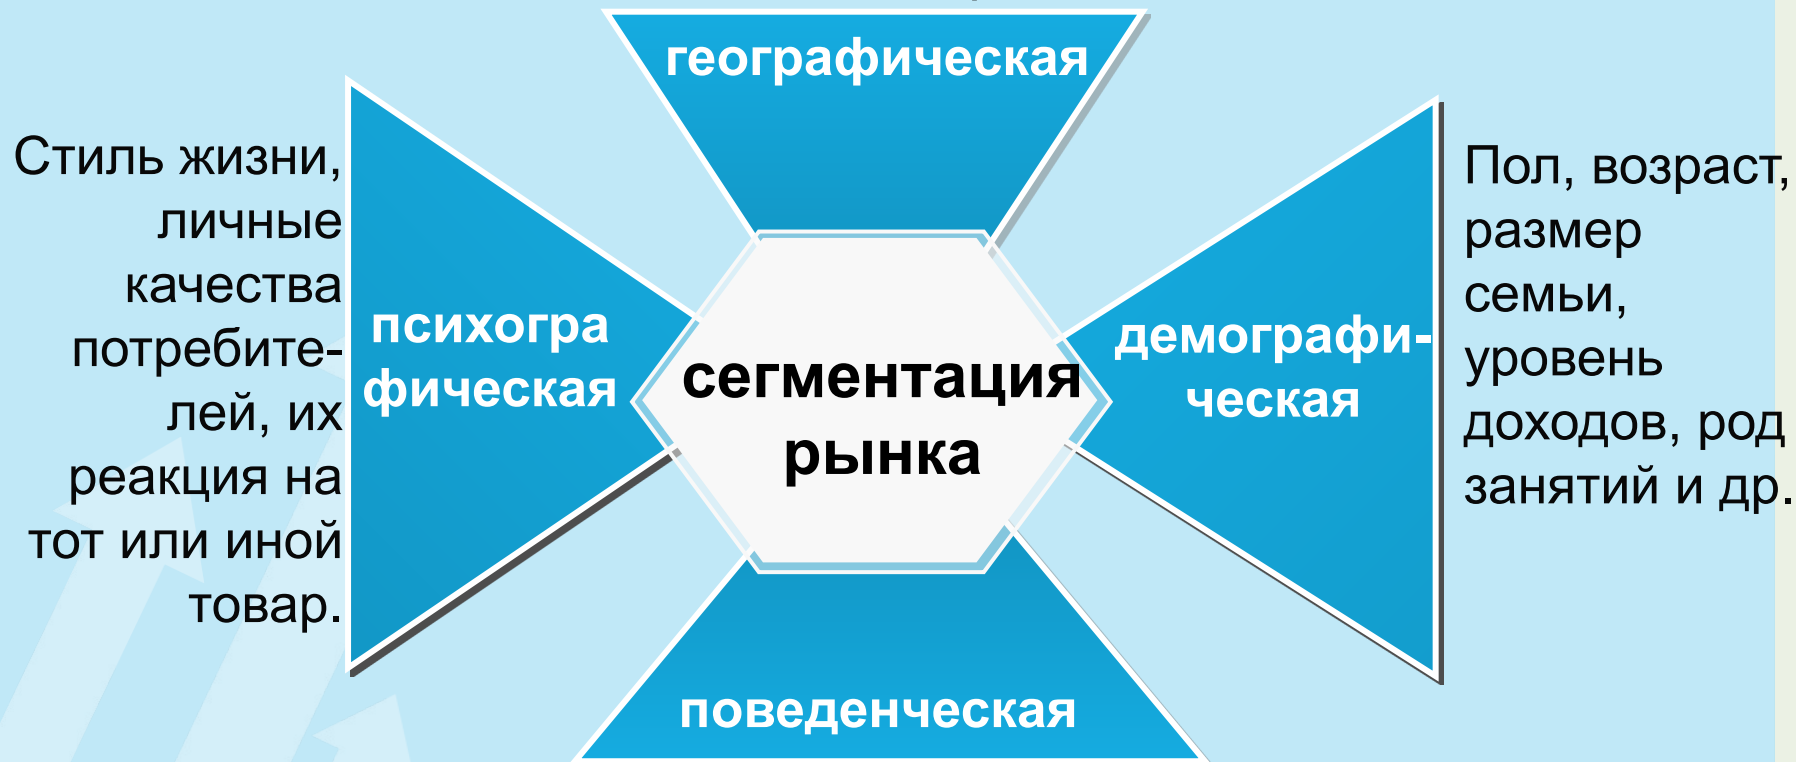 географическая
Стиль жизни,
личные
качества
потребите-
лей, их
реакция на
тот или иной
товар.
психогра
фическая
сегментация
рынка
демографи-
ческая
Пол, возраст,
размер
семьи,
уровень
доходов, род
занятий и др.
поведенческая